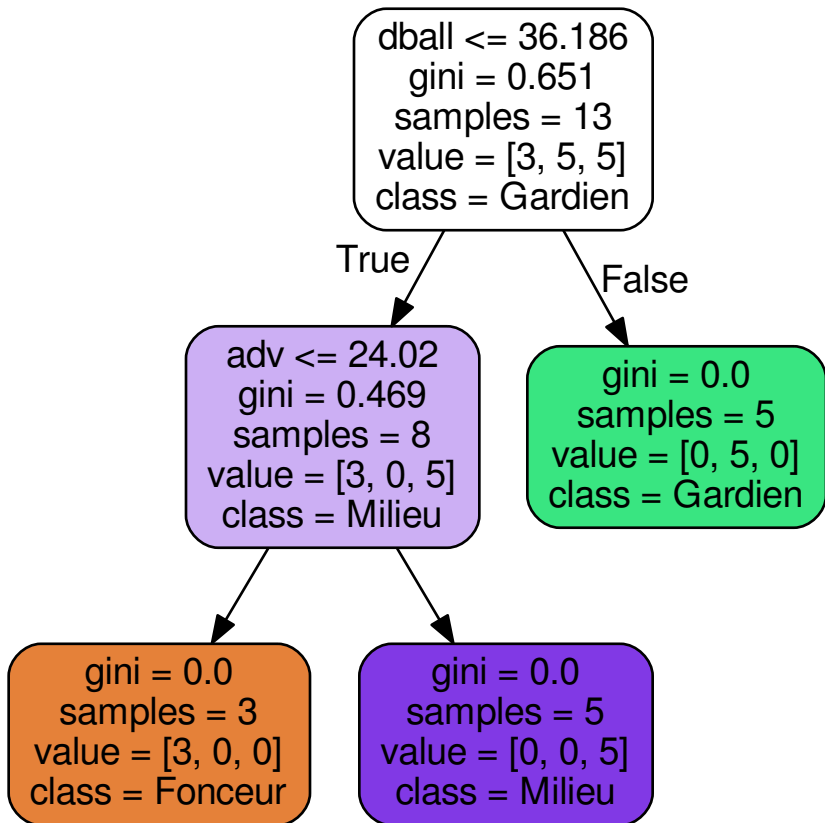 dball <= 36.186
gini = 0.651
samples = 13
value = [3, 5, 5]
class = Gardien
True
False
adv <= 24.02
gini = 0.469
samples = 8
value = [3, 0, 5]
class = Milieu
gini = 0.0
samples = 5
value = [0, 5, 0]
class = Gardien
gini = 0.0
samples = 3
value = [3, 0, 0]
class = Fonceur
gini = 0.0
samples = 5
value = [0, 0, 5]
class = Milieu